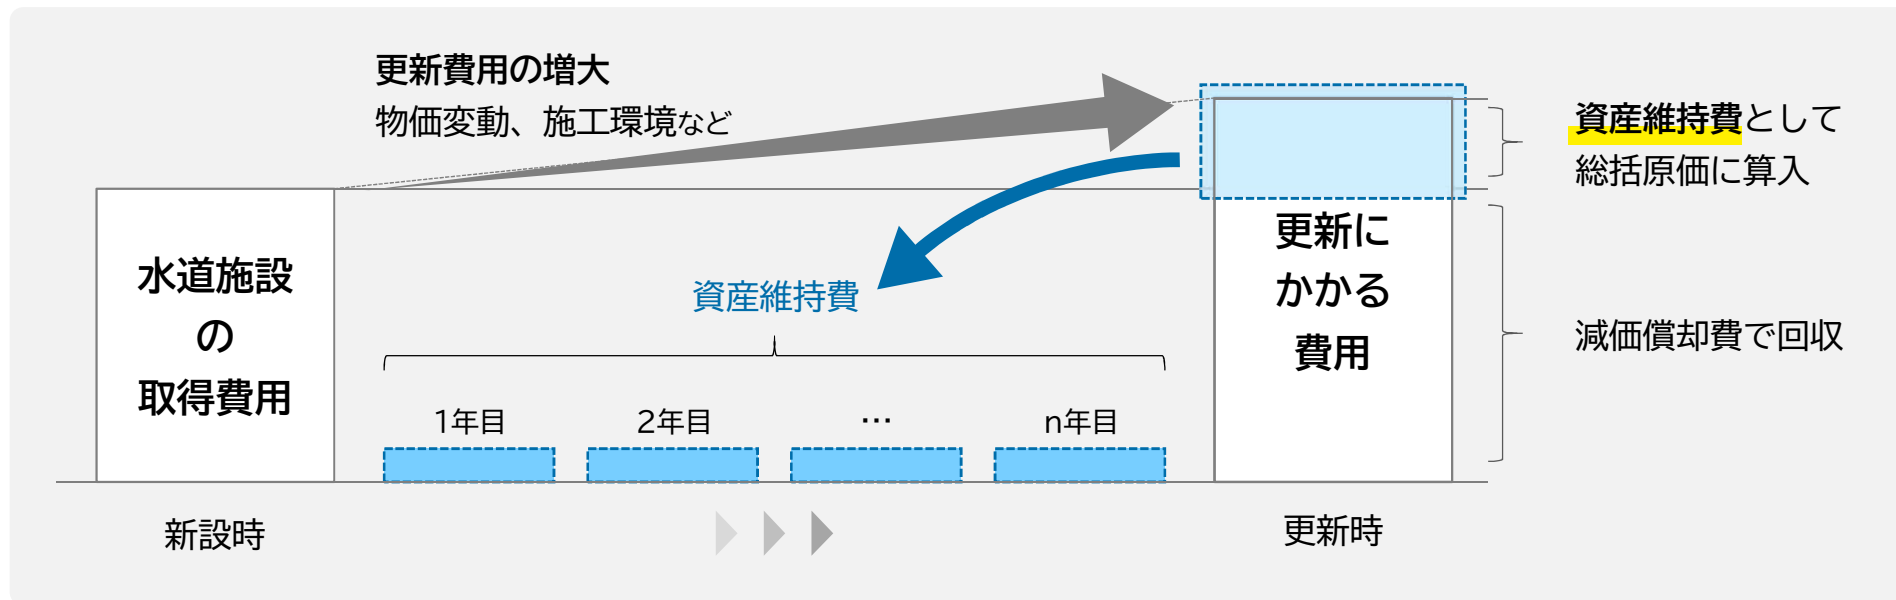 更新費用の増大
物価変動、施工環境など
資産維持費として
総括原価に算入
水道施設
の
取得費用
更新に
かかる
費用
資産維持費
減価償却費で回収
1年目
2年目
…
n年目
新設時
更新時